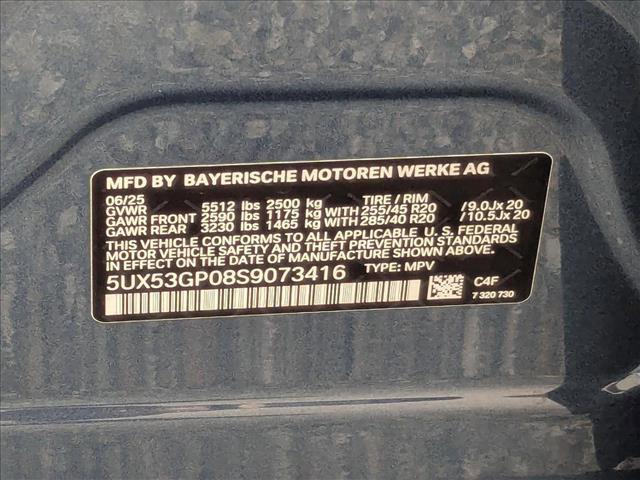 MFD BY BAYERISCHE MOTOREN WERKE AG
06/25 TIRE / RIM
GVWR 5512 lbs 2500 kg
GAWR FRONT 2590 lbs 1175 kg WITH 255/45 R20 /9.0Jx 20
GAWR REAR 3230 lbs 1465 kg WITH 285/40 R20 /10.5Jx 20
THIS VEHICLE CONFORMS TO ALL APPLICABLE U. S. FEDERAL
MOTOR VEHICLE SAFETY AND THEFT PREVENTION STANDARDS
IN EFFECT ON THE DATE OF MANUFACTURE SHOWN ABOVE.
5UX53GP08S9073416 TYPE: MPV
C4F
7 320 730